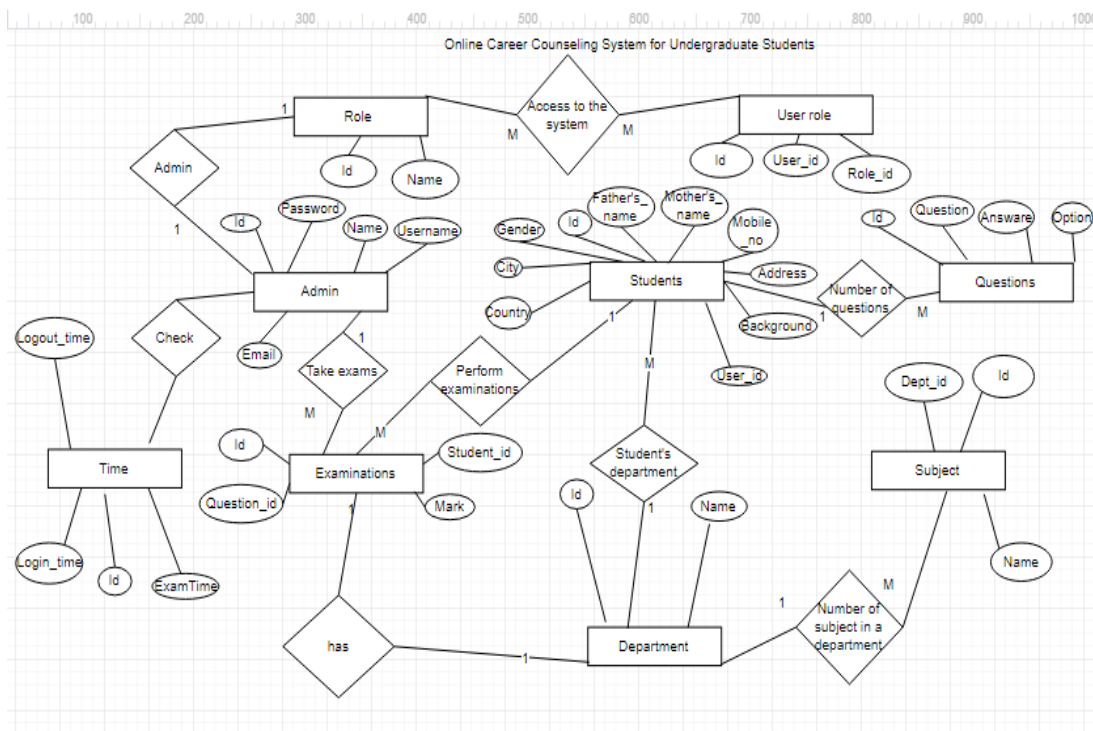 100 200 300 400 500 600 700 800 900 1000
Online Career Counseling System for Undergraduate Students
Role
1
Access to the
system
M
M
User role
Admin
Id
Name
Id
User_id
Role_id
1
Id
Password
Name
Username
Gender
Id
Father's_
name
Mother's_
name
Mobile
_no
Id
Question
Answare
Option
City
Address
Students
Questions
Admin
Country
Number of
questions
1
M
Background
Logout_time
Check
Email
1
Take exams
M
Perform
examinations
1
M
M
User_id
Dept_id
Id
Id
Student_id
Student's
department
Time
Examinations
Subject
Question_id
Mark
1
Id
1
Name
Login_time
Id
ExamTime
Name
M
1
Number of
subject in a
department
has
1
Department